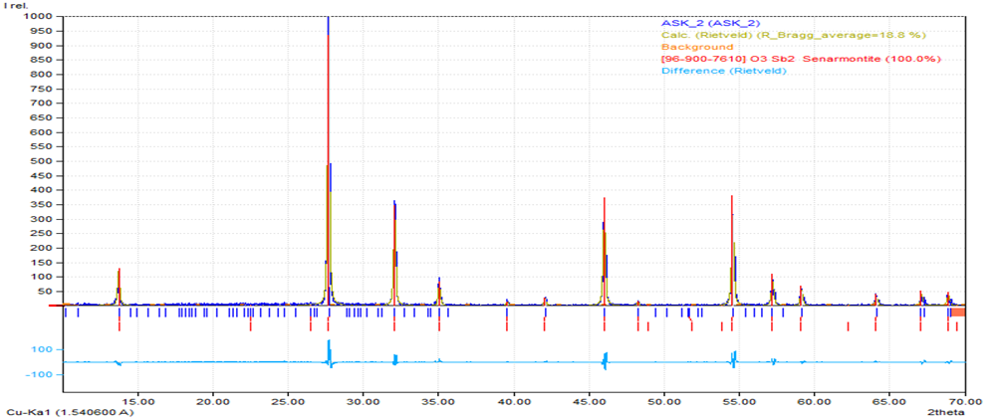 I rel.
1000
950
900
850
800
750
700
650
600
550
500
450
400
350
300
250
200
150
100
50
100
-100
ASK_2 (ASK_2)
Calc. (Rietveld) (R_Bragg_average=18.8 %)
Background
[96-900-7610] O3 Sb2 Senarmontite (100.0%)
Difference (Rietveld)
15.00 20.00 25.00 30.00 35.00 40.00 45.00 50.00 55.00 60.00 65.00 70.00
Cu-Ka1 (1.540600 A) 2theta